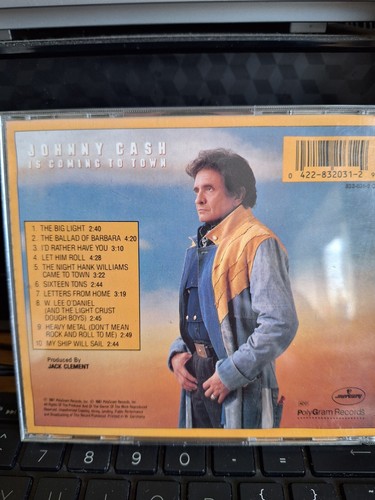 JOHNNY CASH
IS COMING TO TOWN
0 422-832031-2
1. THE BIG LIGHT 2:40
2. THE BALLAD OF BARBARA 4:20
3. I'D RATHER HAVE YOU 3:10
4. LET HIM ROLL 4:28
5. THE NIGHT HANK WILLIAMS
CAME TO TOWN 3:22
6. SIXTEEN TONS 2:44
7. LETTERS FROM HOME 3:19
8. W. LEE O'DANIEL
(AND THE LIGHT CRUST
DOUGH BOYS) 2:45
9. HEAVY METAL (DON'T MEAN
ROCK AND ROLL TO ME) 2:49
10. MY SHIP WILL SAIL 2:44
Produced By
JACK CLEMENT
mercury
PolyGram Records
7 8 9 0 - =